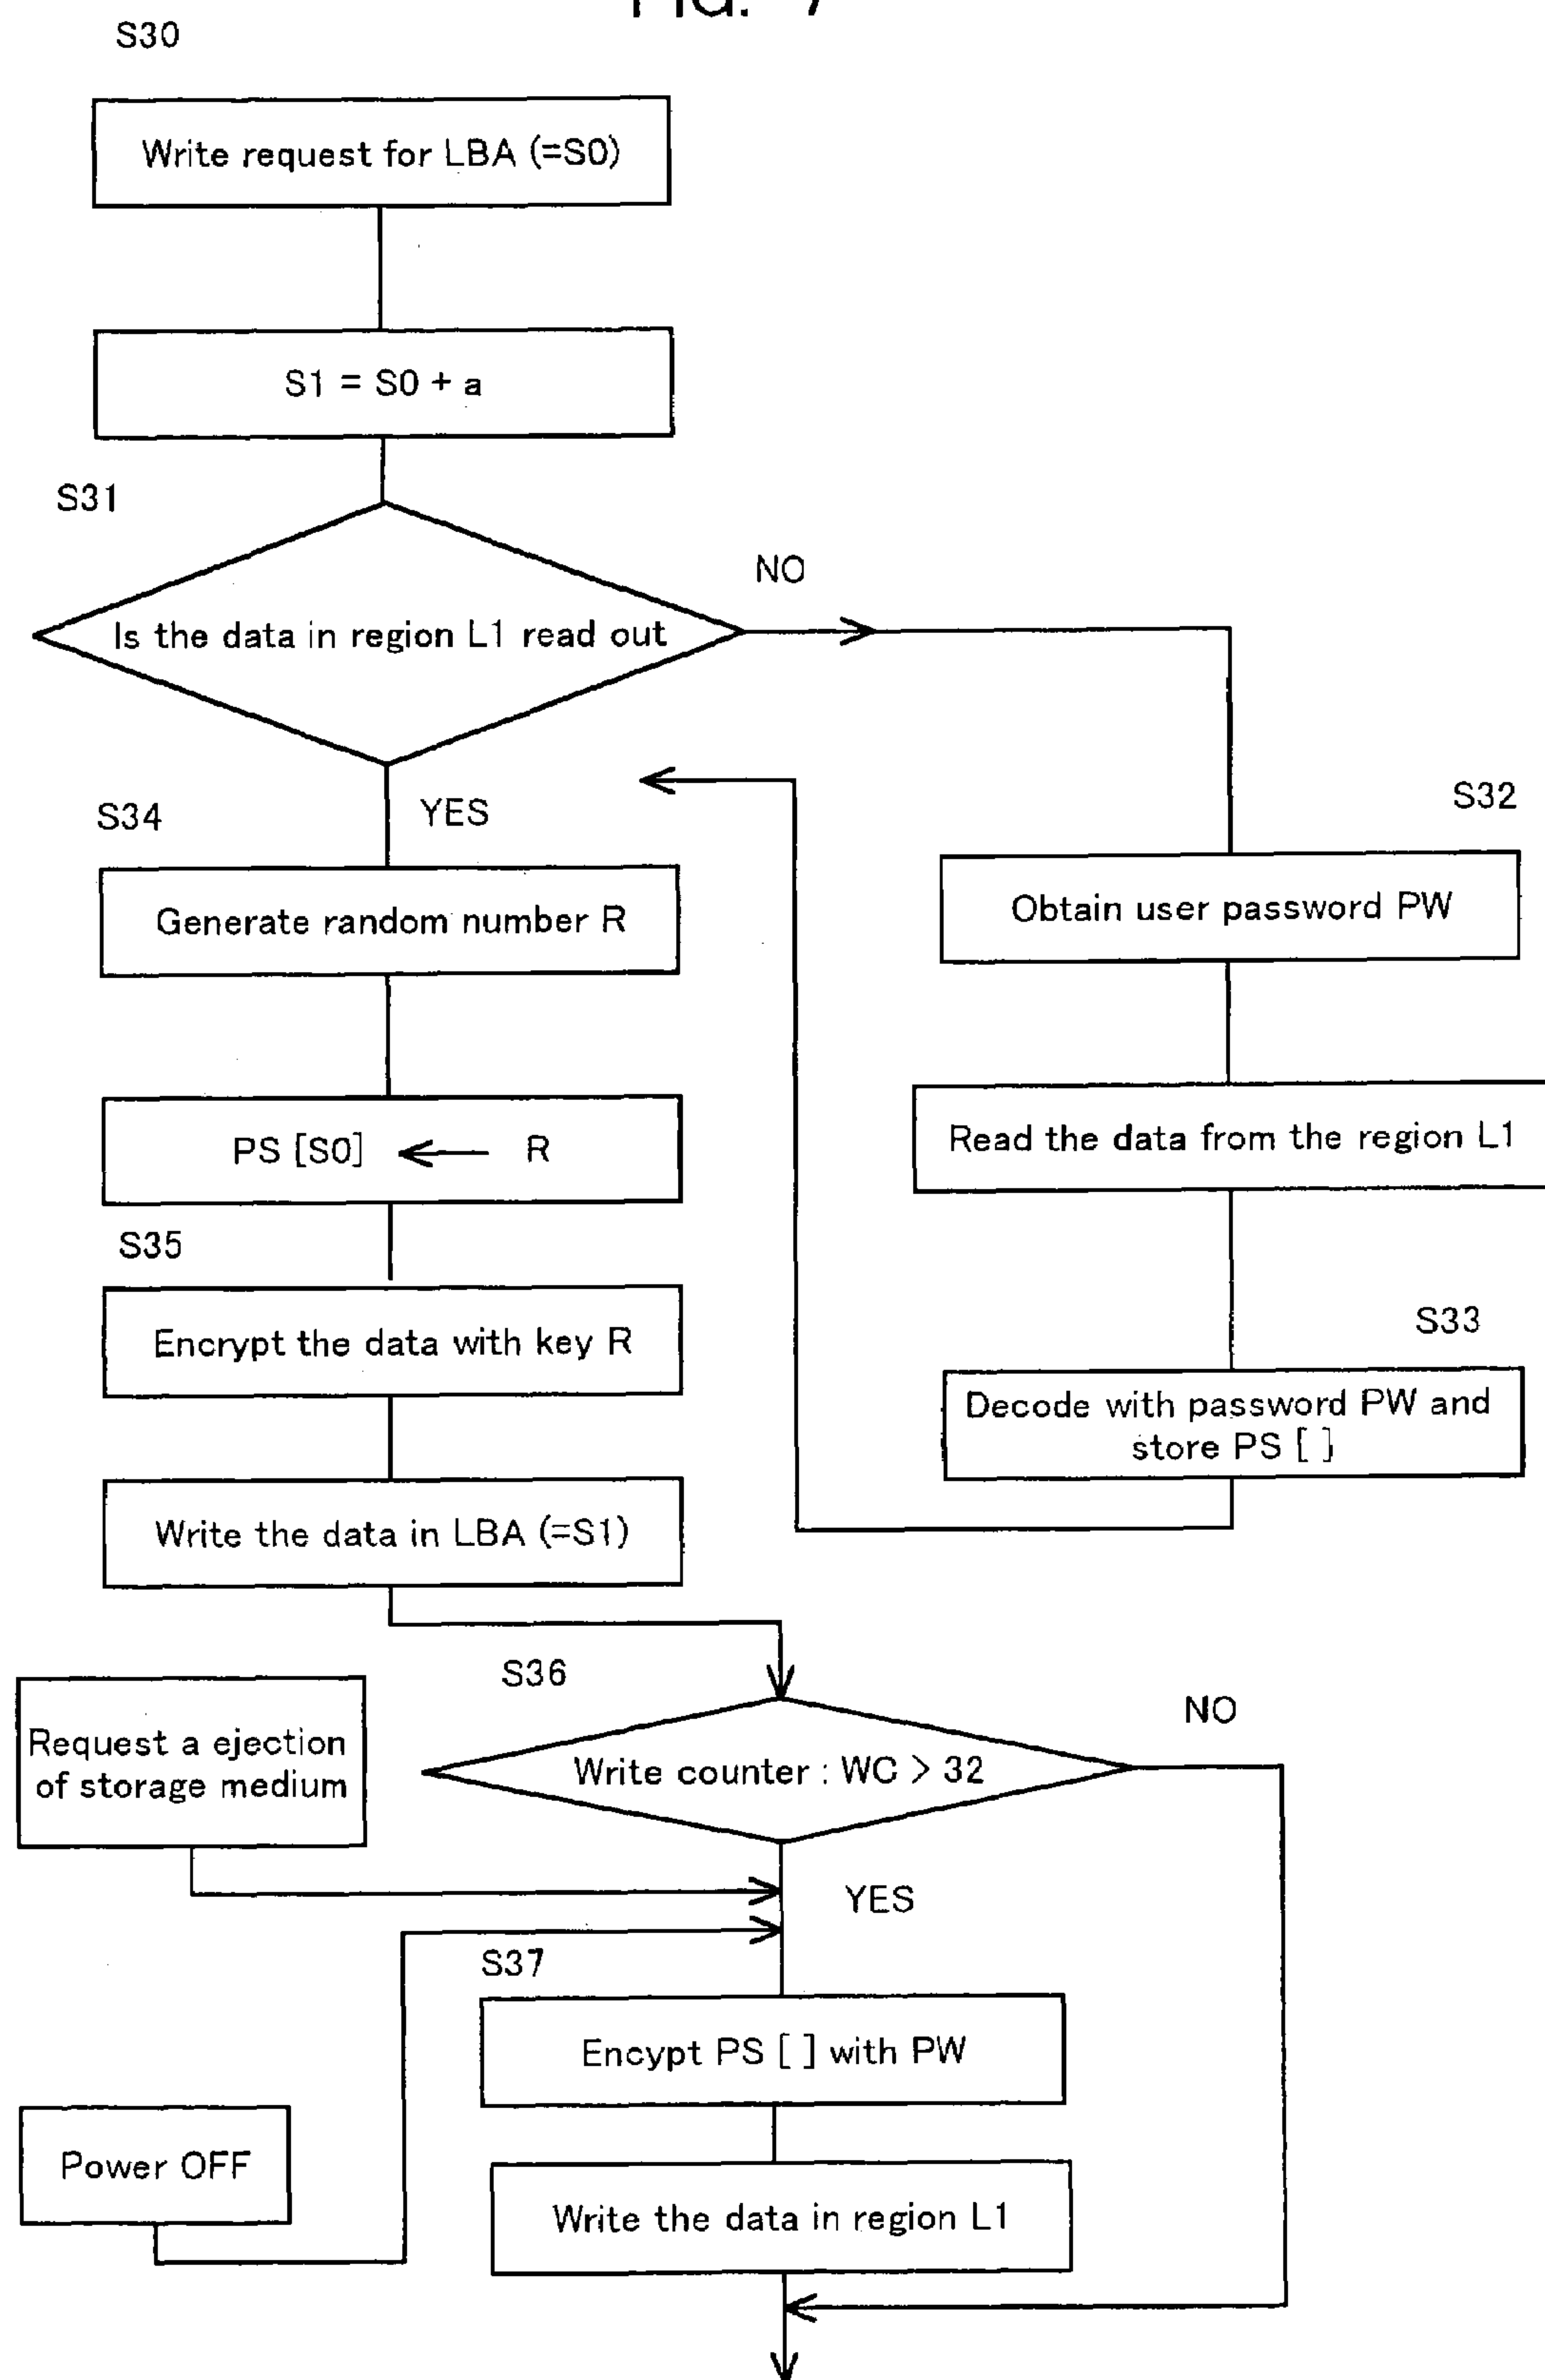 FIG. 7
S30
Write request for LBA (=S0)
S1 = S0 + a
S31
Is the data in region L1 read out
NO
YES
S32
Obtain user password PW
Read the data from the region L1
S33
Decode with password PW and
store PS [ ]
S34
Generate random number R
PS [S0] ← R
S35
Encrypt the data with key R
Write the data in LBA (=S1)
S36
Write counter : WC > 32
NO
YES
Request a ejection
of storage medium
S37
Encypt PS [ ] with PW
Power OFF
Write the data in region L1